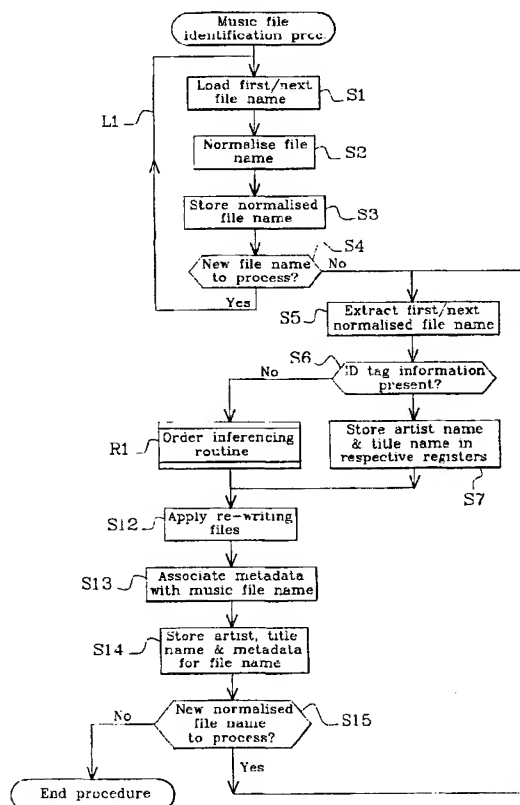 Music file
identification proc.
Load first/next
file name
S1
L1
Normalise file
name
S2
Store normalised
file name
S3
S4
New file name
to process?
No
Yes
Extract first/next
normalised file name
S5
S6
ID tag information
present?
No
Order inferencing
routine
R1
Store artist name
& title name in
respective registers
S7
S12
Apply re-writing
files
S13
Associate metadata
with music file name
S14
Store artist, title
name & metadata
for file name
New normalised
file name
to process?
S15
No
Yes
End procedure